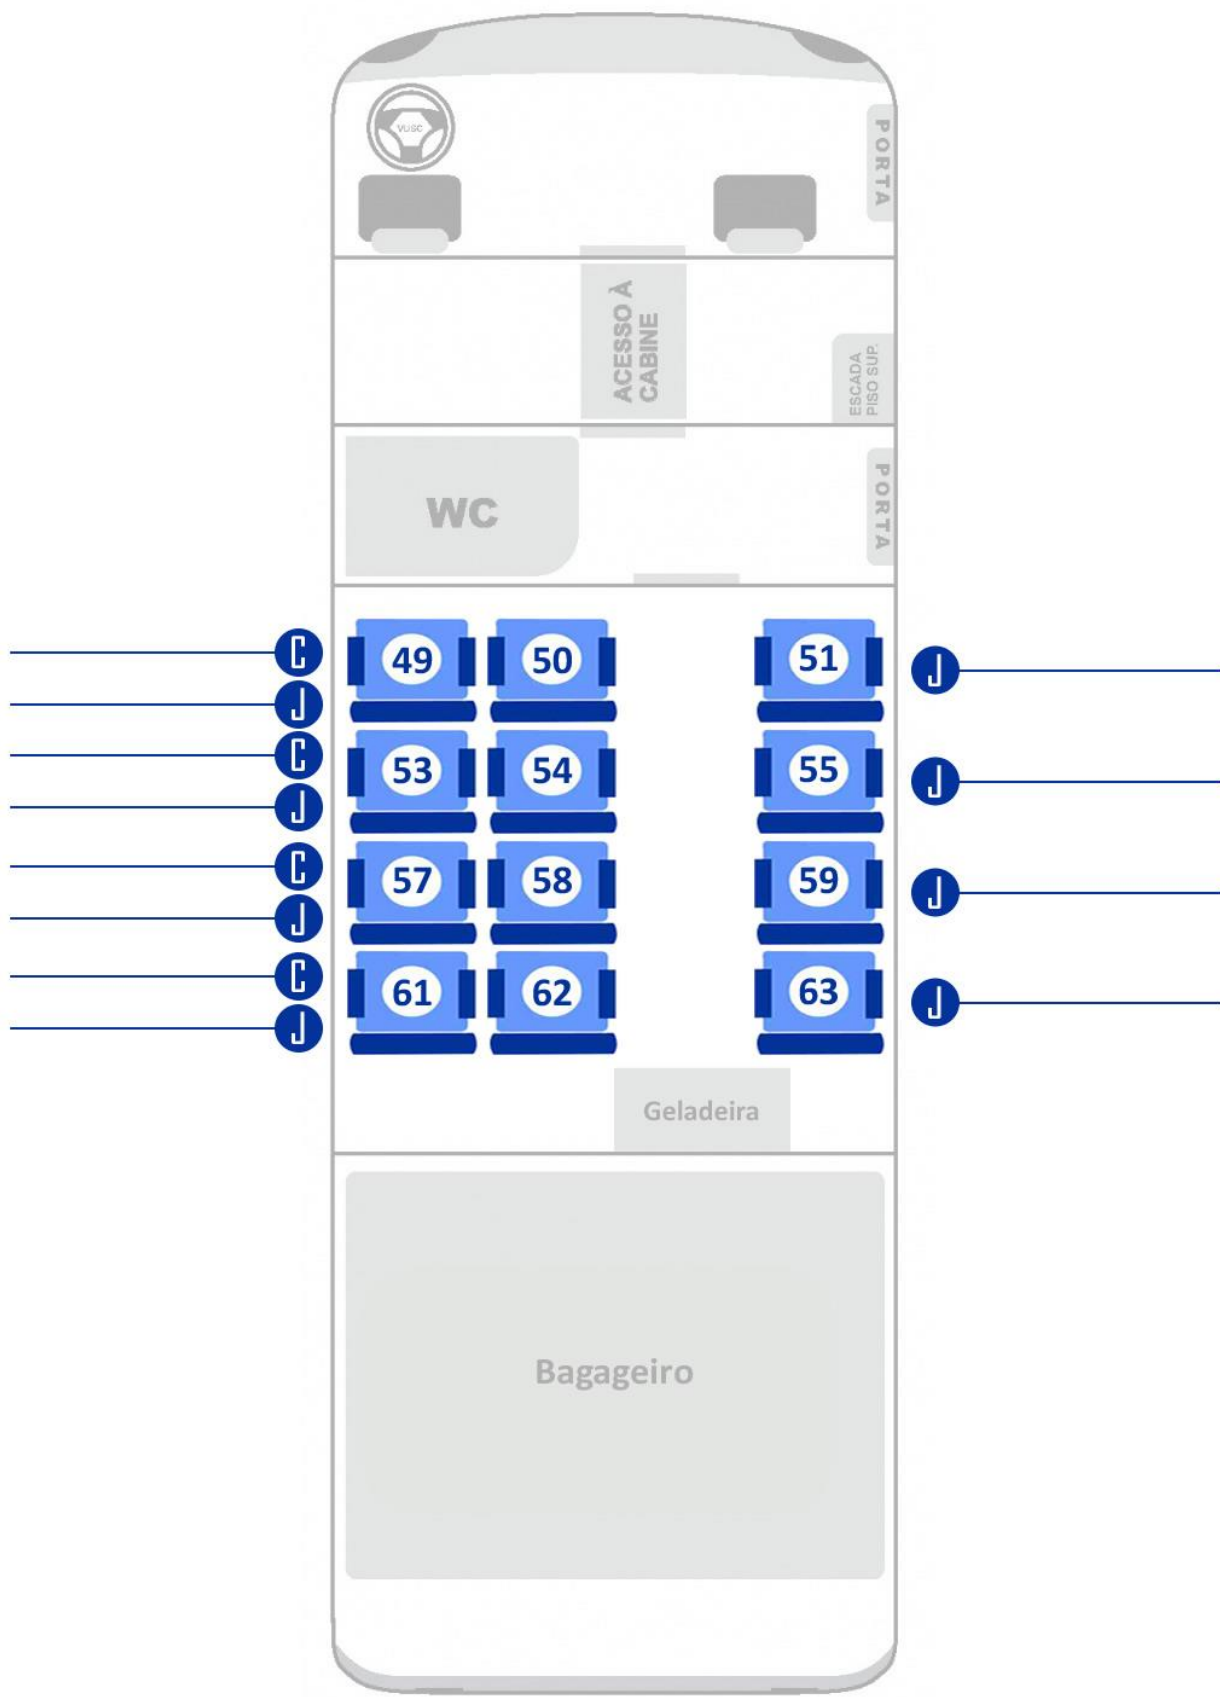 VUSC
PORTA
ACESSO À
CABINE
ESCADA
PISO SUP.
WC
PORTA
C 49 50 51 J
J
C 53 54 55 J
J
C 57 58 59 J
J
C 61 62 63 J
J
Geladeira
Bagageiro